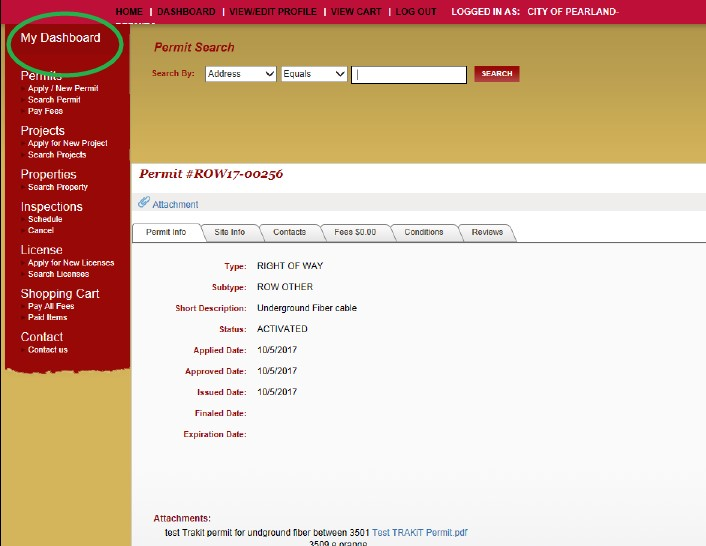 HOME | DASHBOARD | VIEW/EDIT PROFILE | VIEW CART | LOG OUT LOGGED IN AS: CITY OF PEARLAND-
My Dashboard
Permits
Apply / New Permit
Search Permit
Pay Fees
Projects
Apply for New Project
Search Projects
Properties
Search Property
Inspections
Schedule
Cancel
License
Apply for New Licenses
Search Licenses
Shopping Cart
Pay All Fees
Paid Items
Contact
Contact us
Permit Search
Search By: Address Equals SEARCH
Permit #ROW17-00256
Attachment
Permit Info Site Info Contacts Fees $0.00 Conditions Reviews
Type: RIGHT OF WAY
Subtype: ROW OTHER
Short Description: Underground Fiber cable
Status: ACTIVATED
Applied Date: 10/5/2017
Approved Date: 10/5/2017
Issued Date: 10/5/2017
Finaled Date:
Expiration Date:
Attachments:
test Trakit permit for undground fiber between 3501 Test TRAKiT Permit.pdf
3509 e orange